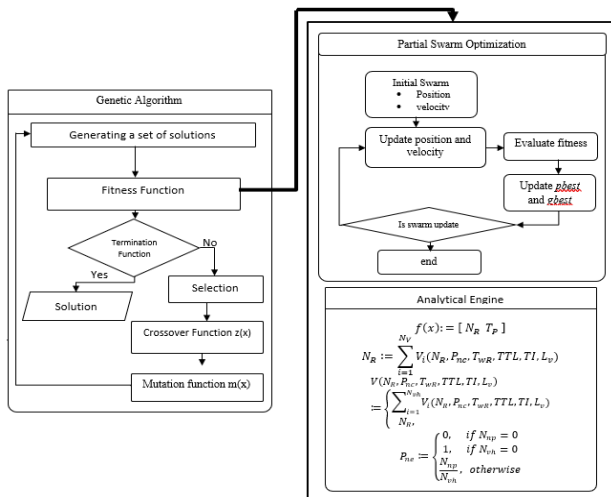 Genetic Algorithm
Generating a set of solutions
Fitness Function
Termination
Function
No
Yes
Solution
Selection
Crossover Function z(x)
Mutation function m(x)
Partial Swarm Optimization
Initial Swarm
• Position
• velocity
Update position and
velocity
Evaluate fitness
Update pbest
and gbest
Is swarm update
end
Analytical Engine
f(x):= [ N_R T_P ]
N_R := ∑_{i=1}^{N_V} V_i(N_R, P_nc, T_wR, TTL, TI, L_v)
V(N_R, P_nc, T_wR, TTL, TI, L_v)
:= { ∑_{i=1}^{N_vh} V_i(N_R, P_nc, T_wR, TTL, TI, L_v)
N_R,
0, if N_np = 0
P_ne := { 1, if N_vh = 0
N_np/N_vh, otherwise